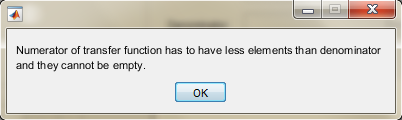 Numerator of transfer function has to have less elements than denominator
and they cannot be empty.
OK